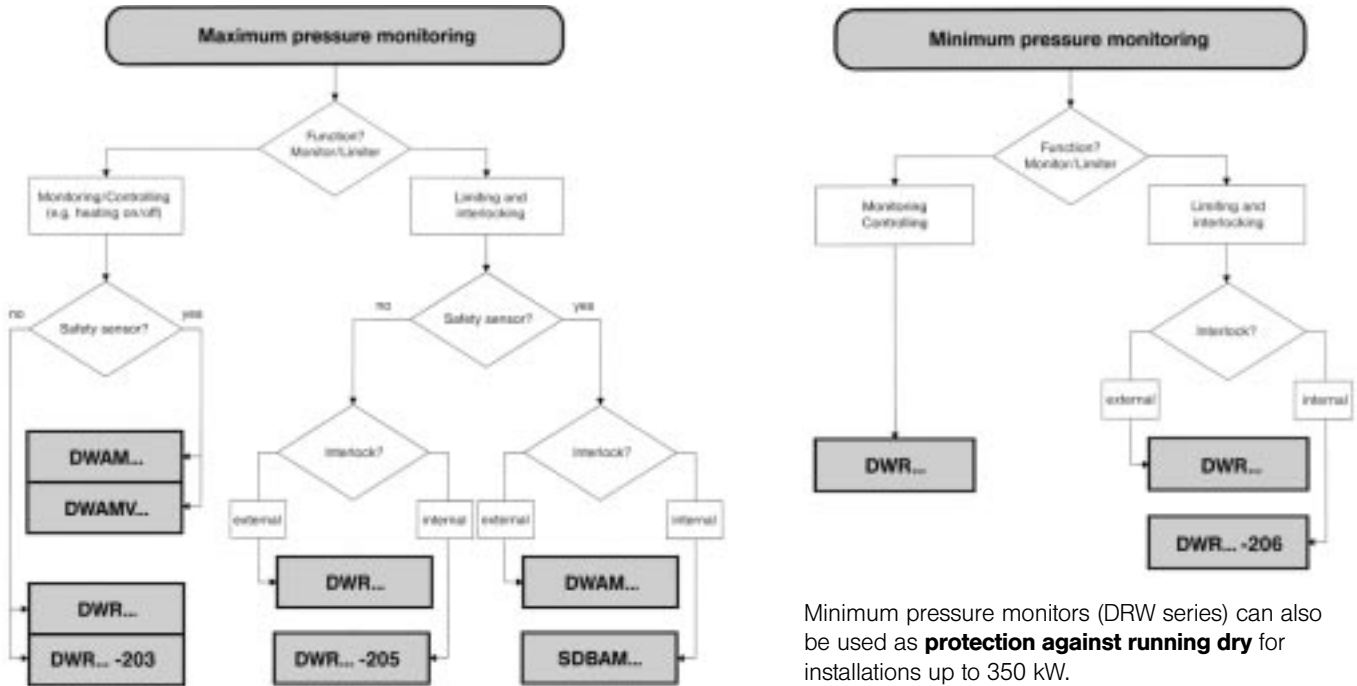 Maximum pressure monitoring
Function?
Monitor/Limiter
Monitoring/Controlling
(e.g. heating on/off)
Limiting and
interlocking
no
Safety sensor?
yes
no
Safety sensor?
yes
DWAM...
DWAMV...
Interlock?
Interlock?
external
internal
external
internal
DWR...
DWR... -203
DWR...
DWR... -205
DWAM...
SDBAM...
Minimum pressure monitoring
Function?
Monitor/Limiter
Monitoring
Controlling
Limiting and
interlocking
Interlock?
external
internal
DWR...
DWR...
DWR... -206
Minimum pressure monitors (DRW series) can also
be used as protection against running dry for
installations up to 350 kW.